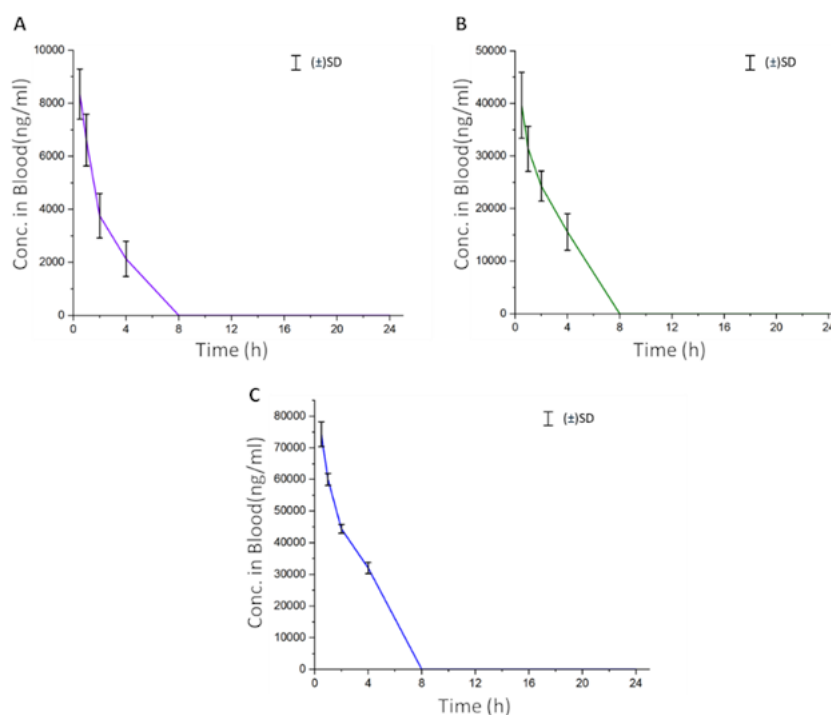 A
(±)SD
Conc. in Blood(ng/ml)
10000
8000
6000
4000
2000
0
0 4 8 12 16 20 24
Time (h)
B
(±)SD
Conc. in Blood(ng/ml)
50000
40000
30000
20000
10000
0
0 4 8 12 16 20 24
Time (h)
C
(±)SD
Conc. in Blood(ng/ml)
80000
70000
60000
50000
40000
30000
20000
10000
0
0 4 8 12 16 20 24
Time (h)